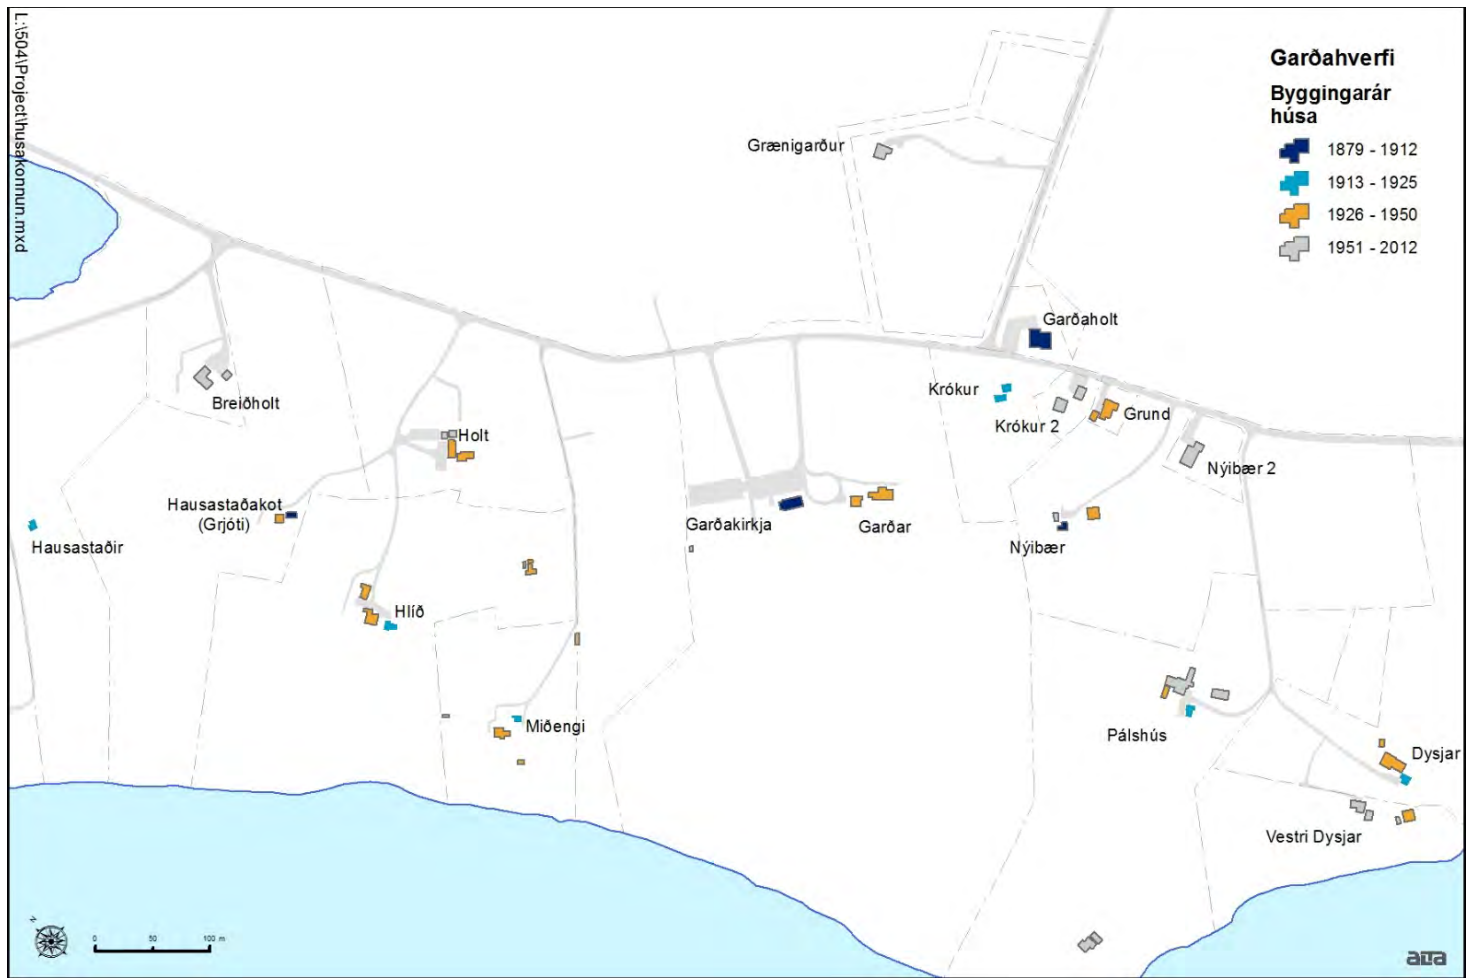 L:\504\Project\husakonnun.mxd
Garðahverfi
Byggingarár
húsa
1879 - 1912
1913 - 1925
1926 - 1950
1951 - 2012
Grænigarður
Garðaholt
Krókur
Krókur 2
Grund
Nýibær 2
Breiðholt
Holt
Hausastaðakot
(Grjóti)
Hausastaðir
Garðakirkja
Garðar
Nýibær
Hlíð
Miðengi
Pálshús
Dysjar
Vestri Dysjar
N
0 50 100 m
alta